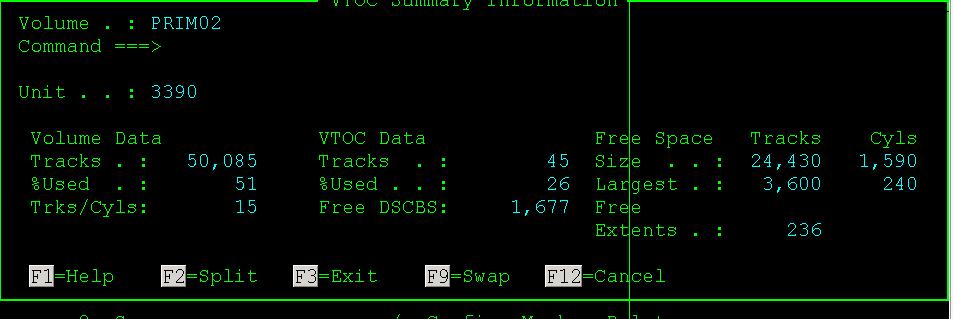 VTOC Summary Information
Volume . : PRIM02
Command ===>
Unit . . : 3390
Volume Data VTOC Data Free Space Tracks Cyls
Tracks . : 50,085 Tracks . : 45 Size . . : 24,430 1,590
%Used . : 51 %Used . . : 26 Largest . : 3,600 240
Trks/Cyls: 15 Free DSCBS: 1,677 Free
Extents . : 236
F1=Help F2=Split F3=Exit F9=Swap F12=Cancel